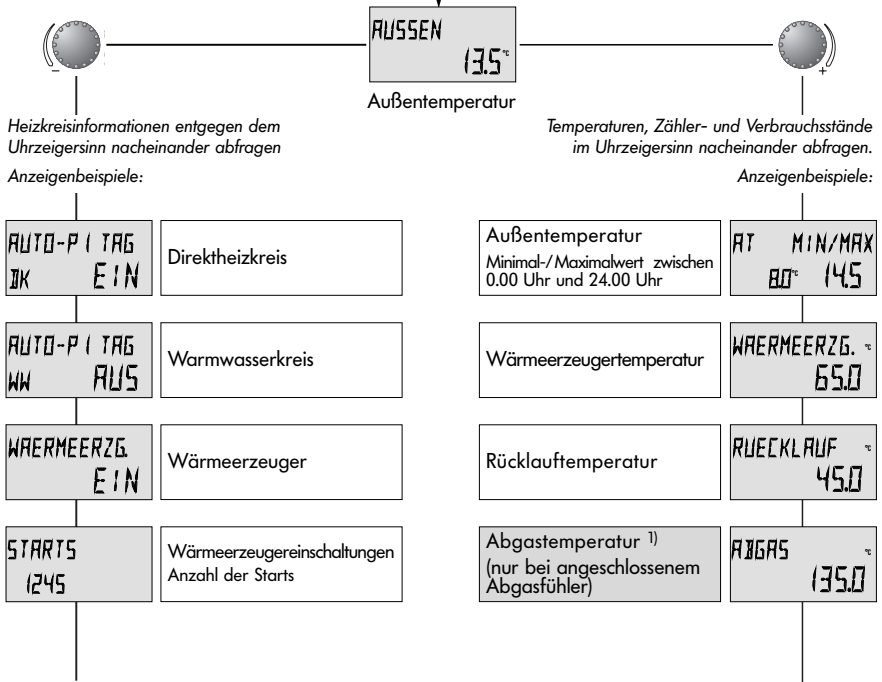 AUSSEN
13.5 °C
Außentemperatur
−
+
Heizkreisinformationen entgegen dem
Uhrzeigersinn nacheinander abfragen
Anzeigenbeispiele:
Temperaturen, Zähler- und Verbrauchsstände
im Uhrzeigersinn nacheinander abfragen.
Anzeigenbeispiele:
AUTO-P1 TAG
DK EIN
Direktheizkreis
AUTO-P1 TAG
WW AUS
Warmwasserkreis
WAERMEERZG.
EIN
Wärmeerzeuger
STARTS
1245
Wärmeerzeugereinschaltungen
Anzahl der Starts
Außentemperatur
Minimal-/Maximalwert zwischen
0.00 Uhr und 24.00 Uhr
AT MIN/MAX
8.0 °C 14.5
Wärmeerzeugertemperatur
WAERMEERZG. °C
65.0
Rücklauftemperatur
RUECKLAUF °C
45.0
Abgastemperatur 1)
(nur bei angeschlossenem
Abgasfühler)
ABGAS °C
135.0